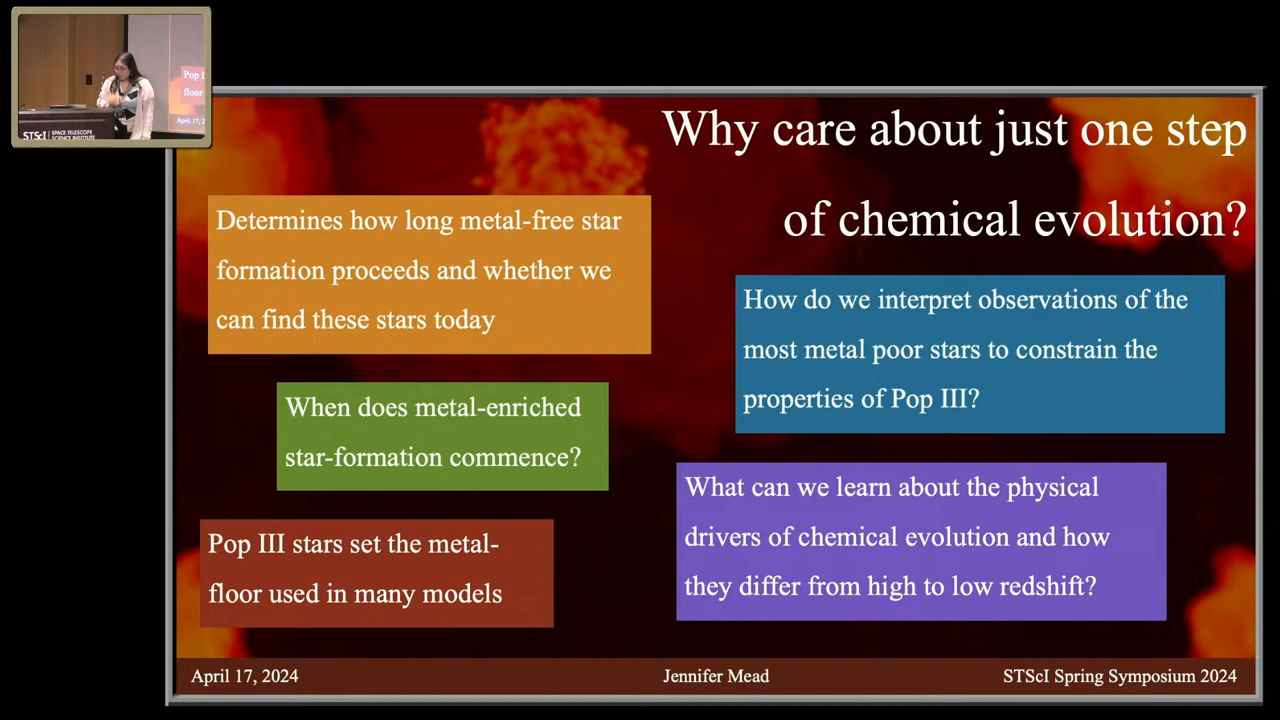 Why care about just one step
of chemical evolution?
Determines how long metal-free star
formation proceeds and whether we
can find these stars today
When does metal-enriched
star-formation commence?
Pop III stars set the metal-
floor used in many models
How do we interpret observations of the
most metal poor stars to constrain the
properties of Pop III?
What can we learn about the physical
drivers of chemical evolution and how
they differ from high to low redshift?
April 17, 2024
Jennifer Mead
STScI Spring Symposium 2024
STScI
SPACE TELESCOPE
SCIENCE INSTITUTE
Pop I
floor
April 17, 2